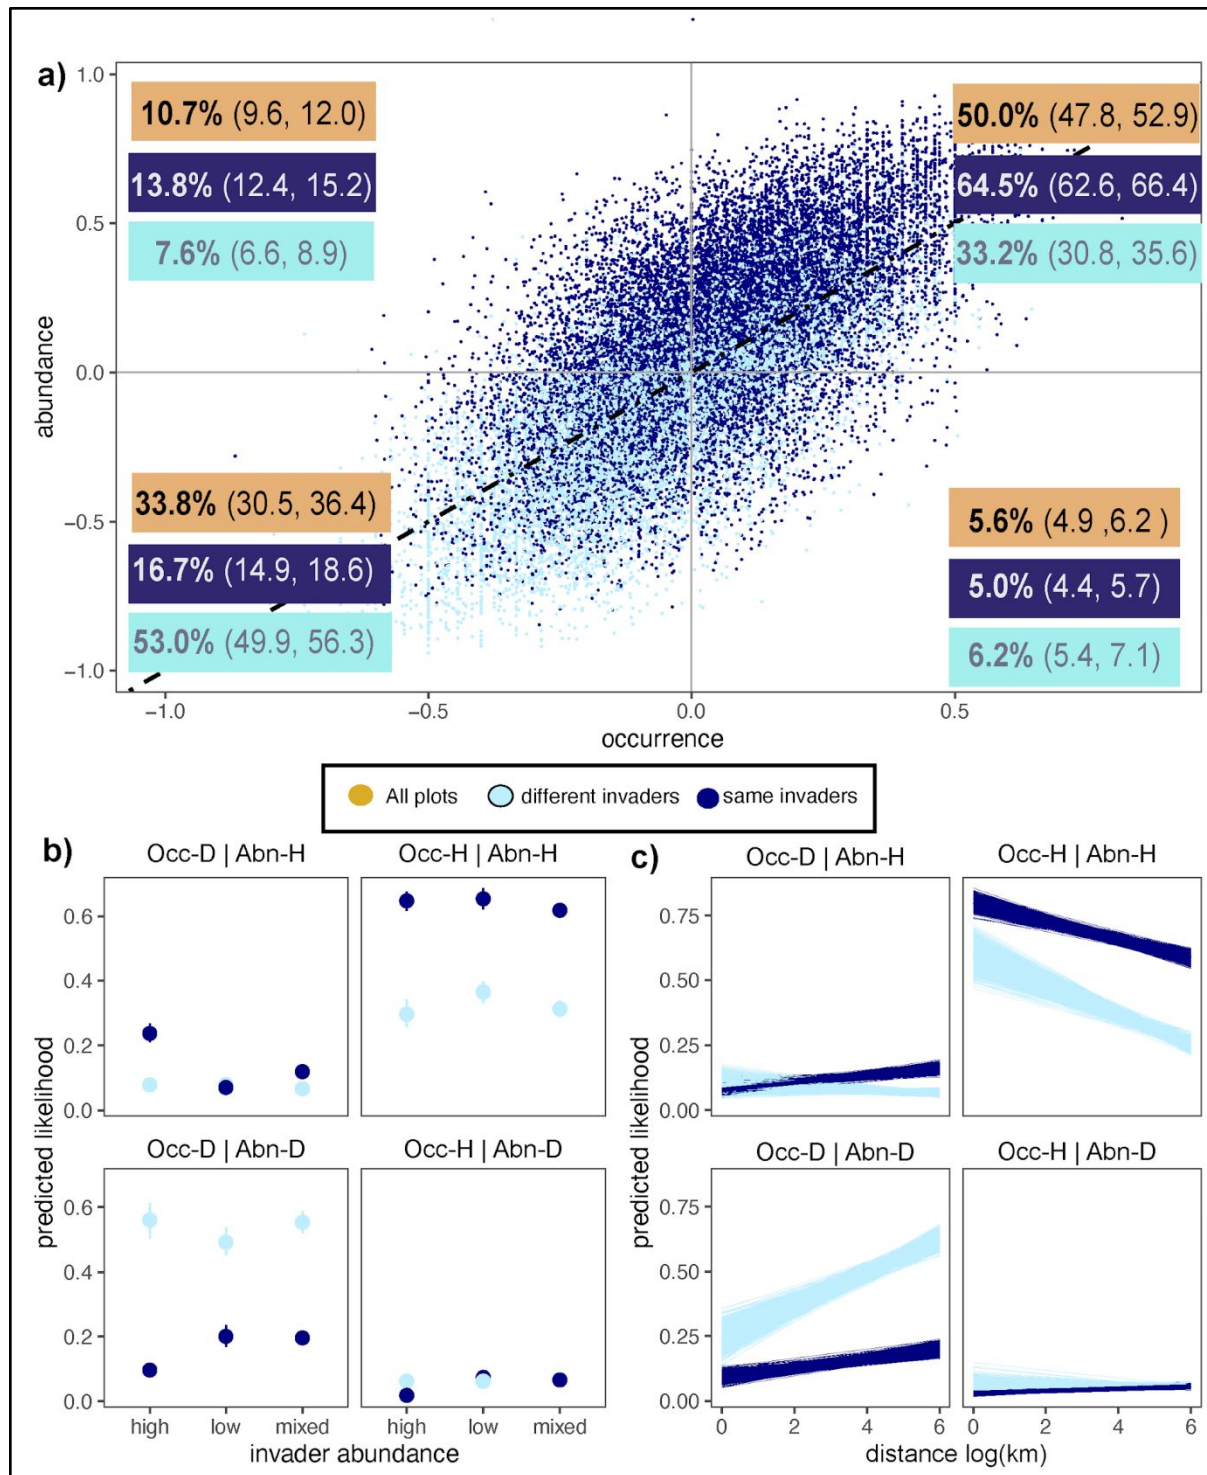 a)
1.0
0.5
0.0
−0.5
−1.0
abundance
10.7% (9.6, 12.0)
13.8% (12.4, 15.2)
7.6% (6.6, 8.9)
50.0% (47.8, 52.9)
64.5% (62.6, 66.4)
33.2% (30.8, 35.6)
33.8% (30.5, 36.4)
16.7% (14.9, 18.6)
53.0% (49.9, 56.3)
5.6% (4.9 ,6.2 )
5.0% (4.4, 5.7)
6.2% (5.4, 7.1)
−1.0 −0.5 0.0 0.5
occurrence
All plots different invaders same invaders
b)
Occ-D | Abn-H Occ-H | Abn-H
0.6
0.4
0.2
0.0
Occ-D | Abn-D Occ-H | Abn-D
0.6
0.4
0.2
0.0
predicted likelihood
high low mixed high low mixed
invader abundance
c)
Occ-D | Abn-H Occ-H | Abn-H
0.75
0.50
0.25
0.00
Occ-D | Abn-D Occ-H | Abn-D
0.75
0.50
0.25
0.00
predicted likelihood
0 2 4 6 0 2 4 6
distance log(km)